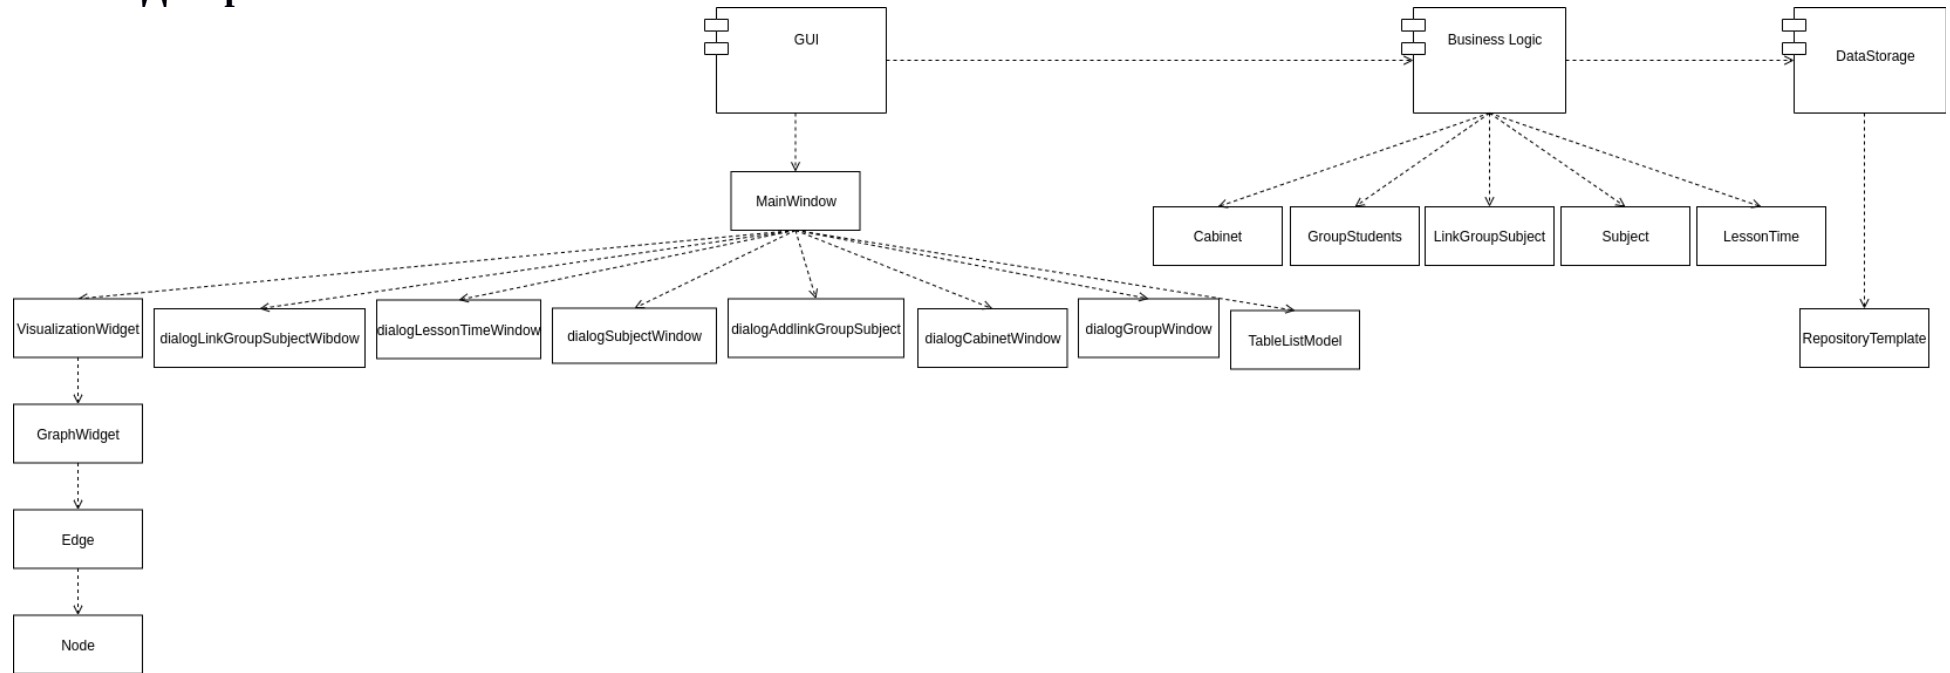 GUI
Business Logic
DataStorage
MainWindow
Cabinet
GroupStudents
LinkGroupSubject
Subject
LessonTime
VisualizationWidget
dialogLinkGroupSubjectWibdow
dialogLessonTimeWindow
dialogSubjectWindow
dialogAddlinkGroupSubject
dialogCabinetWindow
dialogGroupWindow
TableListModel
RepositoryTemplate
GraphWidget
Edge
Node